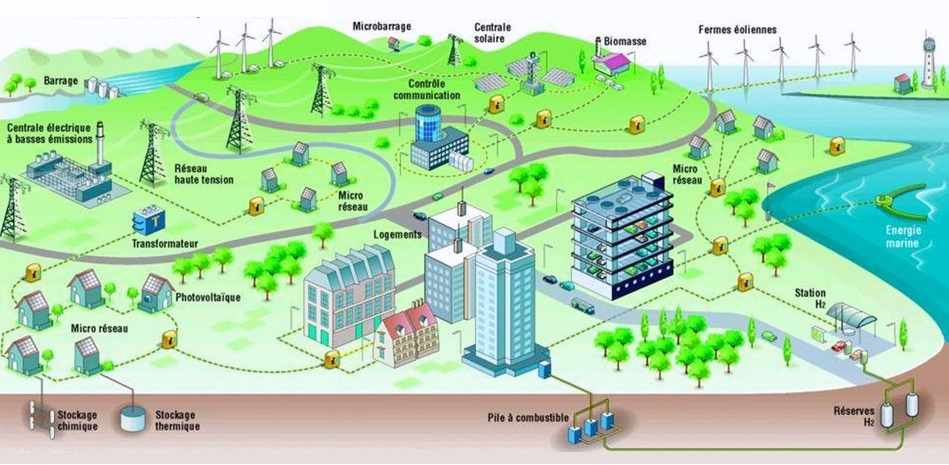 Microbarrage
Centrale
solaire
Biomasse
Fermes éoliennes
Barrage
Contrôle
communication
Centrale électrique
à basses émissions
Réseau
haute tension
Micro
réseau
Micro
réseau
Transformateur
Logements
Energie
marine
Photovoltaïque
Station
H2
Micro réseau
Stockage
chimique
Stockage
thermique
Pile à combustible
Réserves
H2